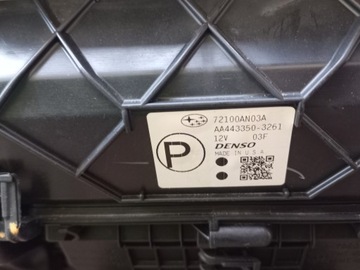 72100AN03A
AA443350-3261
12V 03F
DENSO
MADE IN U S A
P